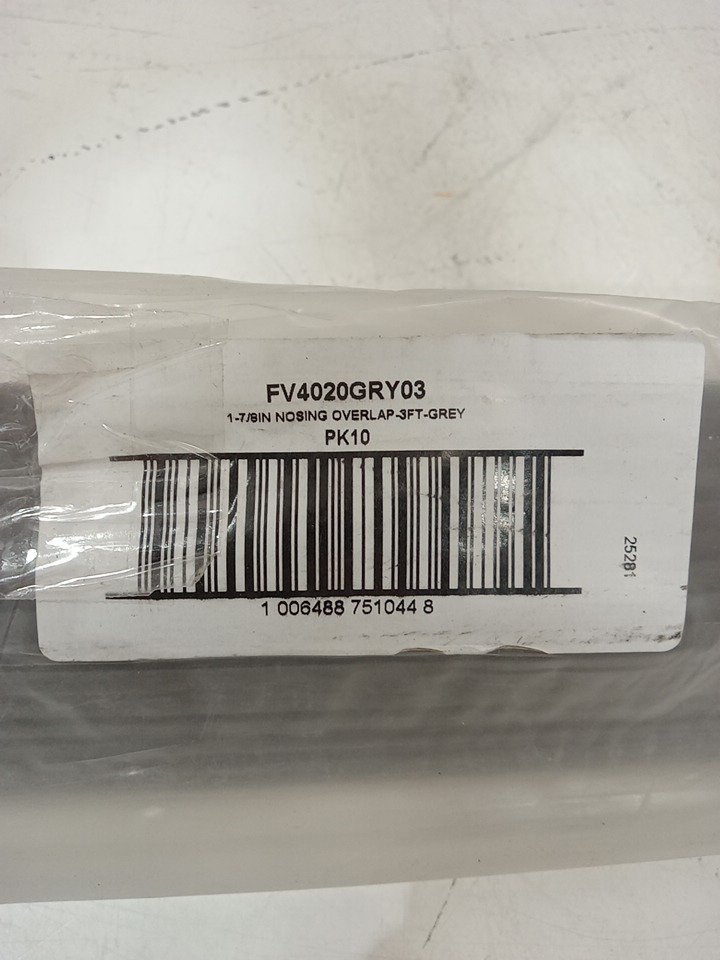 FV4020GRY03
1-7/8IN NOSING OVERLAP-3FT-GREY
PK10
1 006488 751044 8
25281